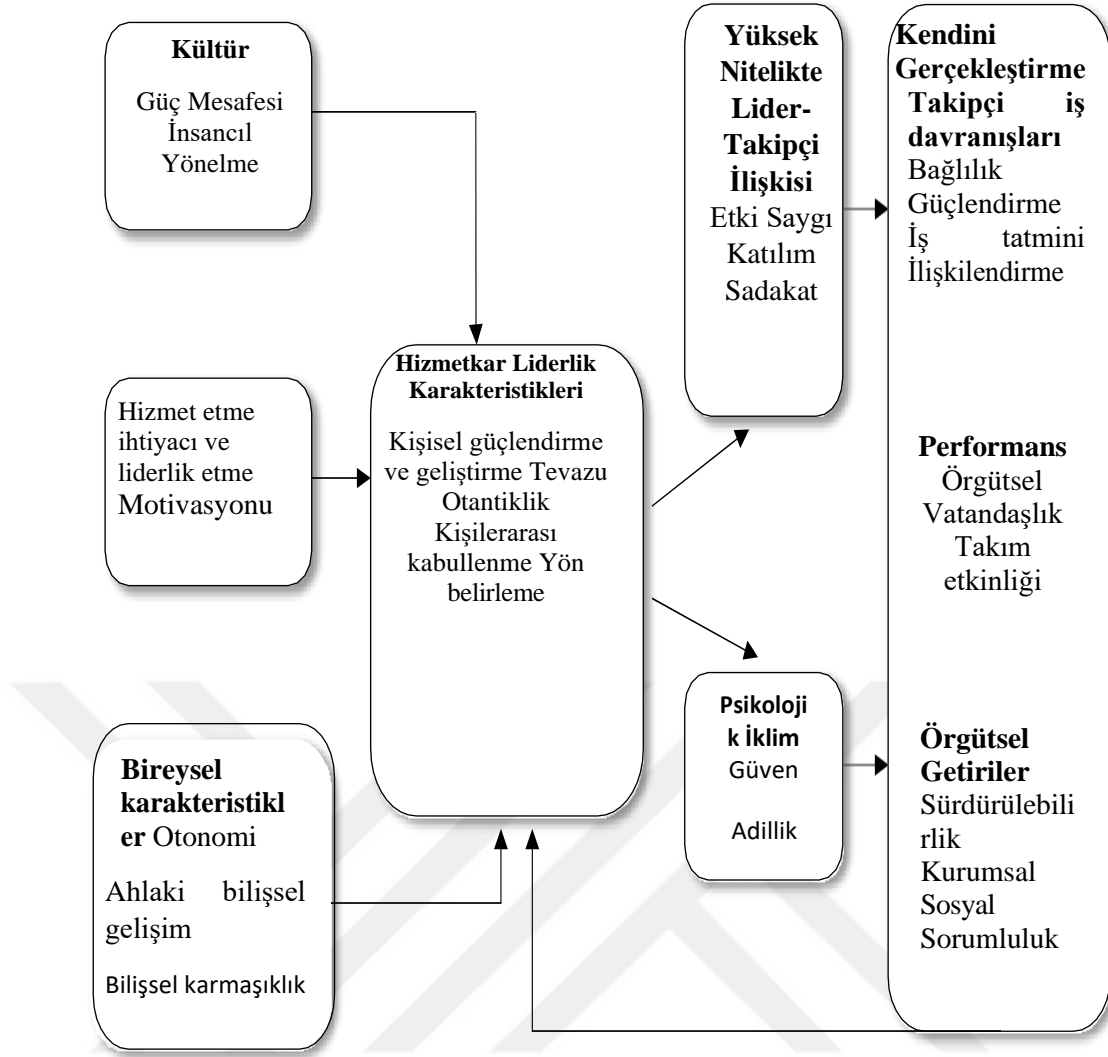 Kültür
Güç Mesafesi
İnsancıl
Yönelme
Hizmet etme
ihtiyacı ve
liderlik etme
Motivasyonu
Bireysel
karakteristikl
er Otonomi
Ahlaki bilişsel
gelişim
Bilişsel karmaşıklık
Hizmetkar Liderlik
Karakteristikleri
Kişisel güçlendirme
ve geliştirme Tevazu
Otantiklik
Kişilerarası
kabullenme Yön
belirleme
Yüksek
Nitelikte
Lider-
Takipçi
İlişkisi
Etki Saygı
Katılım
Sadakat
Psikoloji
k İklim
Güven
Adillik
Kendini
Gerçekleştirme
Takipçi iş
davranışları
Bağlılık
Güçlendirme
İş tatmini
İlişkilendirme
Performans
Örgütsel
Vatandaşlık
Takım
etkinliği
Örgütsel
Getiriler
Sürdürülebili
rlik
Kurumsal
Sosyal
Sorumluluk